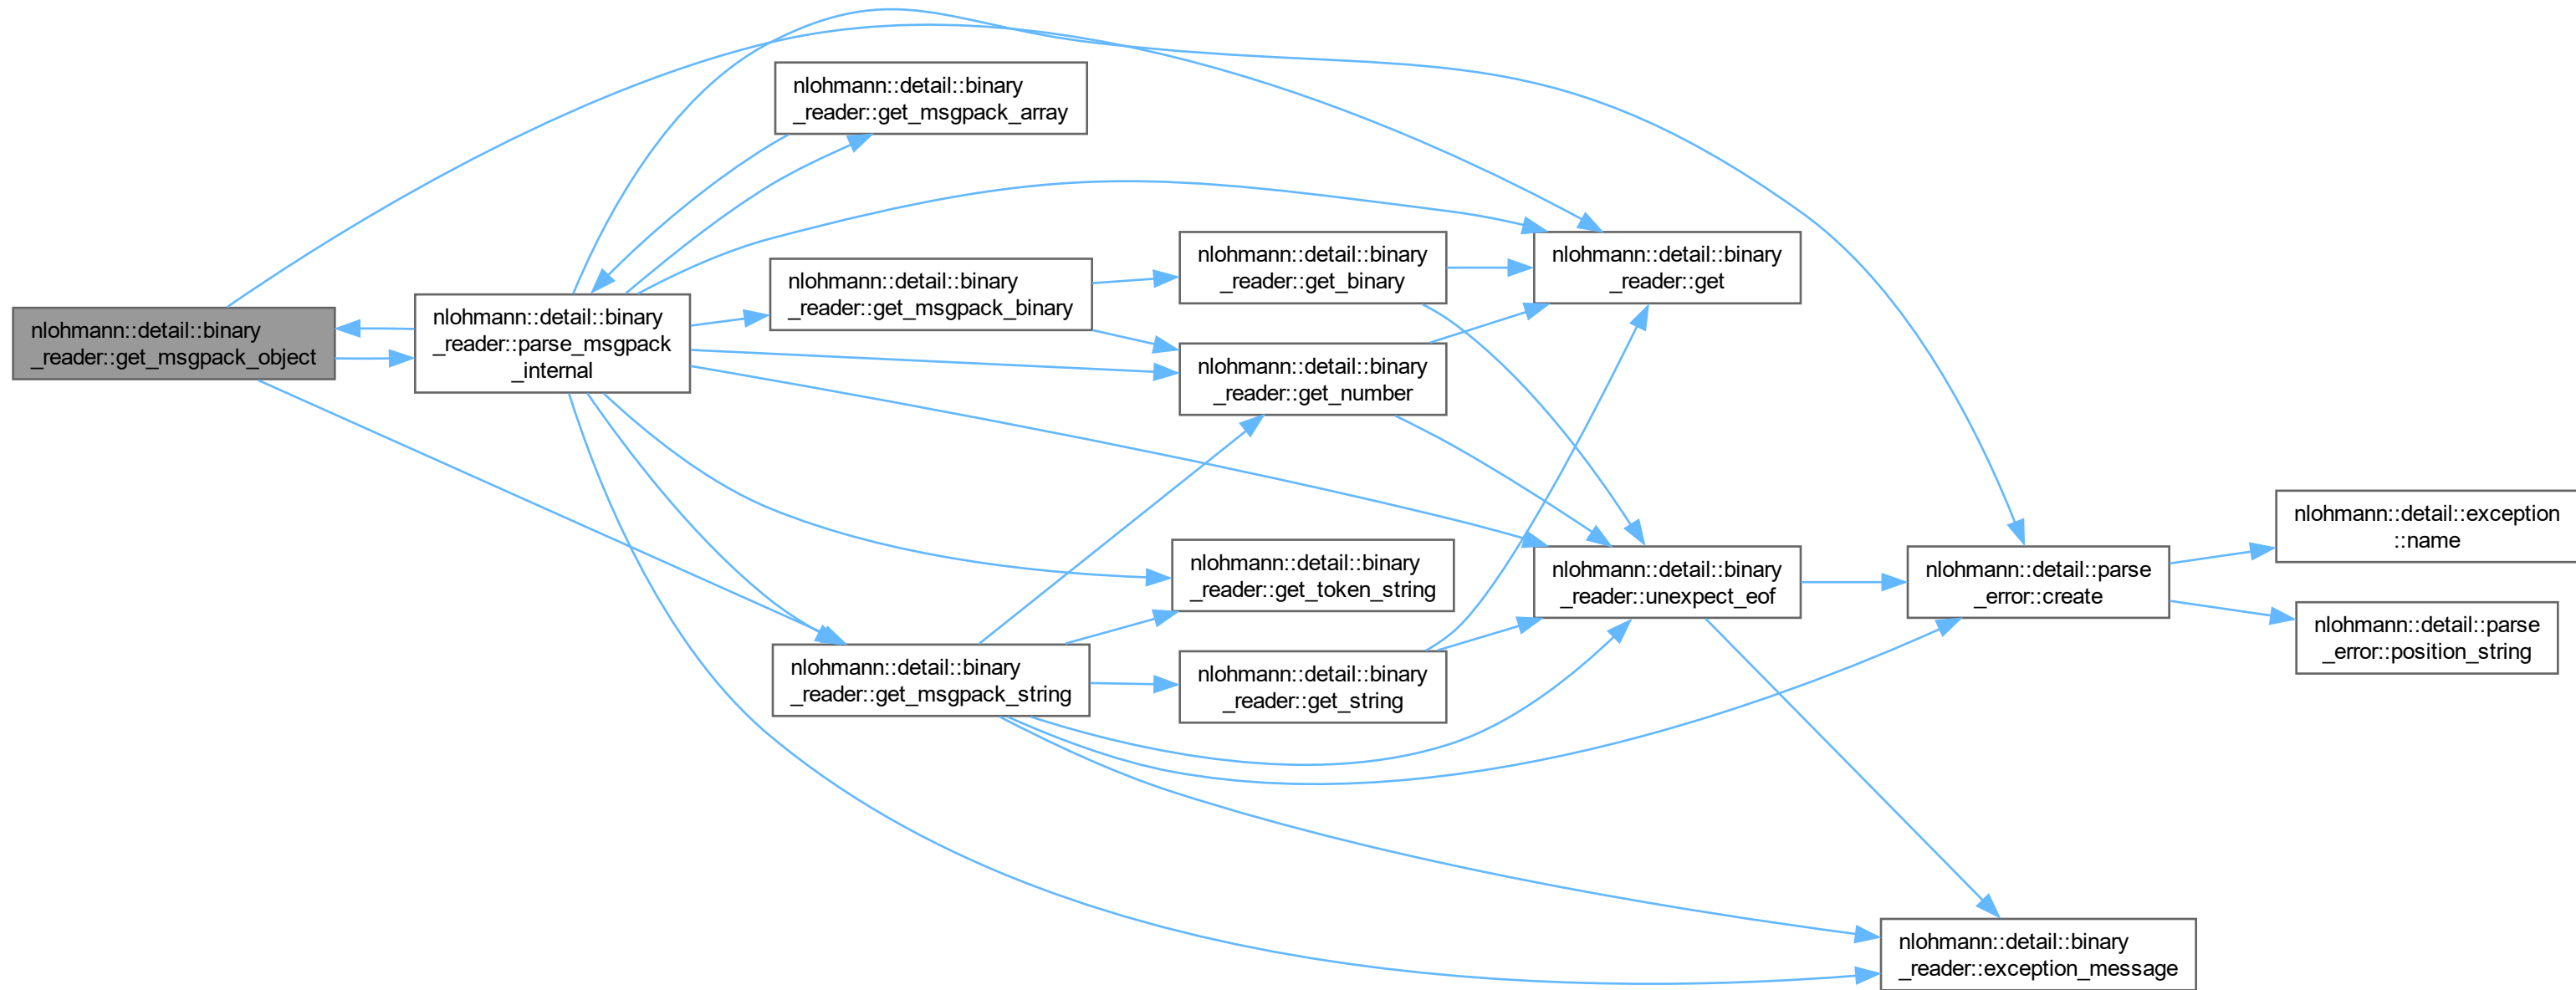 nlohmann::detail::binary
_reader::get_msgpack_object
nlohmann::detail::binary
_reader::parse_msgpack
_internal
nlohmann::detail::binary
_reader::get_msgpack_array
nlohmann::detail::binary
_reader::get_msgpack_binary
nlohmann::detail::binary
_reader::get_msgpack_string
nlohmann::detail::binary
_reader::get_binary
nlohmann::detail::binary
_reader::get_number
nlohmann::detail::binary
_reader::get_token_string
nlohmann::detail::binary
_reader::get_string
nlohmann::detail::binary
_reader::get
nlohmann::detail::binary
_reader::unexpect_eof
nlohmann::detail::parse
_error::create
nlohmann::detail::binary
_reader::exception_message
nlohmann::detail::exception
::name
nlohmann::detail::parse
_error::position_string